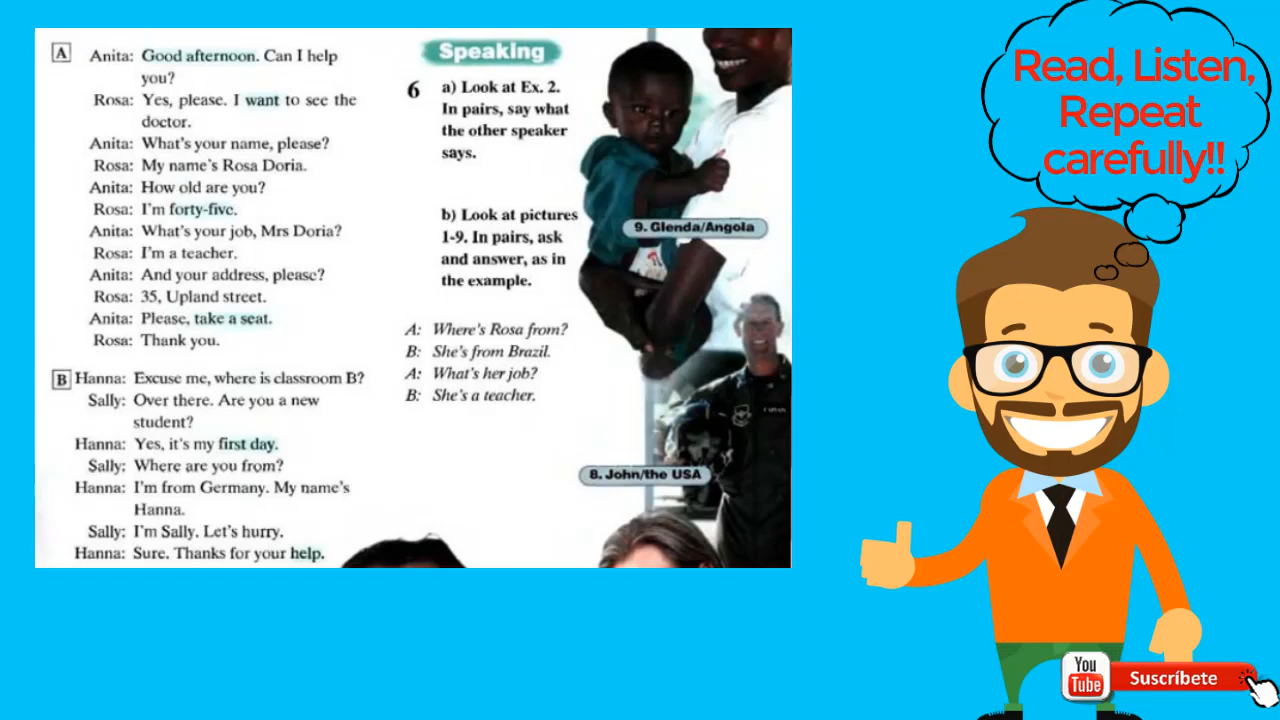 A
Anita: Good afternoon. Can I help
you?
Rosa: Yes, please. I want to see the
doctor.
Anita: What's your name, please?
Rosa: My name's Rosa Doria.
Anita: How old are you?
Rosa: I'm forty-five.
Anita: What's your job, Mrs Doria?
Rosa: I'm a teacher.
Anita: And your address, please?
Rosa: 35, Upland street.
Anita: Please, take a seat.
Rosa: Thank you.
B Hanna: Excuse me, where is classroom B?
Sally: Over there. Are you a new
student?
Hanna: Yes, it's my first day.
Sally: Where are you from?
Hanna: I'm from Germany. My name's
Hanna.
Sally: I'm Sally. Let's hurry.
Hanna: Sure. Thanks for your help.
Speaking
6 a) Look at Ex. 2.
In pairs, say what
the other speaker
says.
b) Look at pictures
1-9. In pairs, ask
and answer, as in
the example.
A: Where's Rosa from?
B: She's from Brazil.
A: What's her job?
B: She's a teacher.
9. Glenda/Angola
8. John/the USA
Read, Listen,
Repeat
carefully!!
You
Tube
Suscríbete